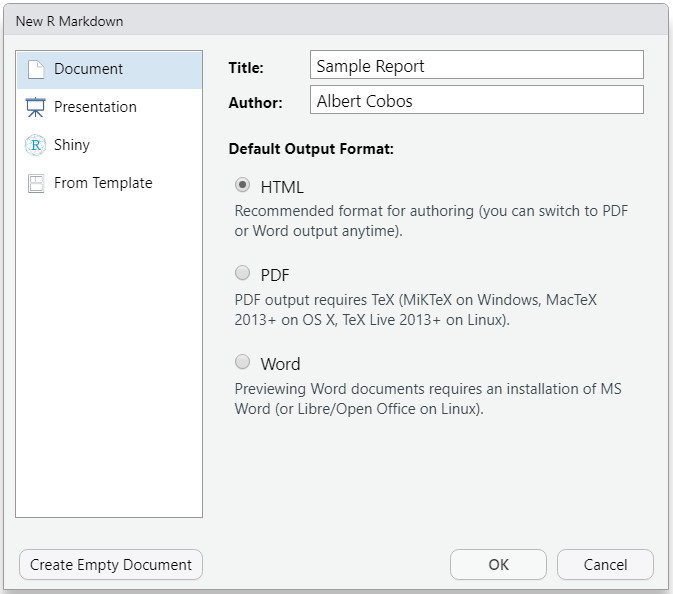 New R Markdown
Document
Presentation
R Shiny
From Template
Title: Sample Report
Author: Albert Cobos
Default Output Format:
HTML
Recommended format for authoring (you can switch to PDF
or Word output anytime).
PDF
PDF output requires TeX (MiKTeX on Windows, MacTeX
2013+ on OS X, TeX Live 2013+ on Linux).
Word
Previewing Word documents requires an installation of MS
Word (or Libre/Open Office on Linux).
Create Empty Document
OK
Cancel